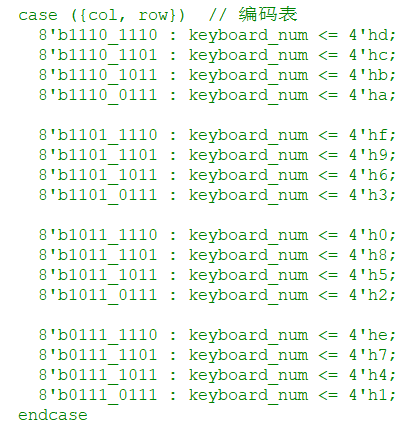 case ({col, row})  // 编码表
8'b1110_1110 : keyboard_num <= 4'hd;
8'b1110_1101 : keyboard_num <= 4'hc;
8'b1110_1011 : keyboard_num <= 4'hb;
8'b1110_0111 : keyboard_num <= 4'ha;
8'b1101_1110 : keyboard_num <= 4'hf;
8'b1101_1101 : keyboard_num <= 4'h9;
8'b1101_1011 : keyboard_num <= 4'h6;
8'b1101_0111 : keyboard_num <= 4'h3;
8'b1011_1110 : keyboard_num <= 4'h0;
8'b1011_1101 : keyboard_num <= 4'h8;
8'b1011_1011 : keyboard_num <= 4'h5;
8'b1011_0111 : keyboard_num <= 4'h2;
8'b0111_1110 : keyboard_num <= 4'he;
8'b0111_1101 : keyboard_num <= 4'h7;
8'b0111_1011 : keyboard_num <= 4'h4;
8'b0111_0111 : keyboard_num <= 4'h1;
endcase